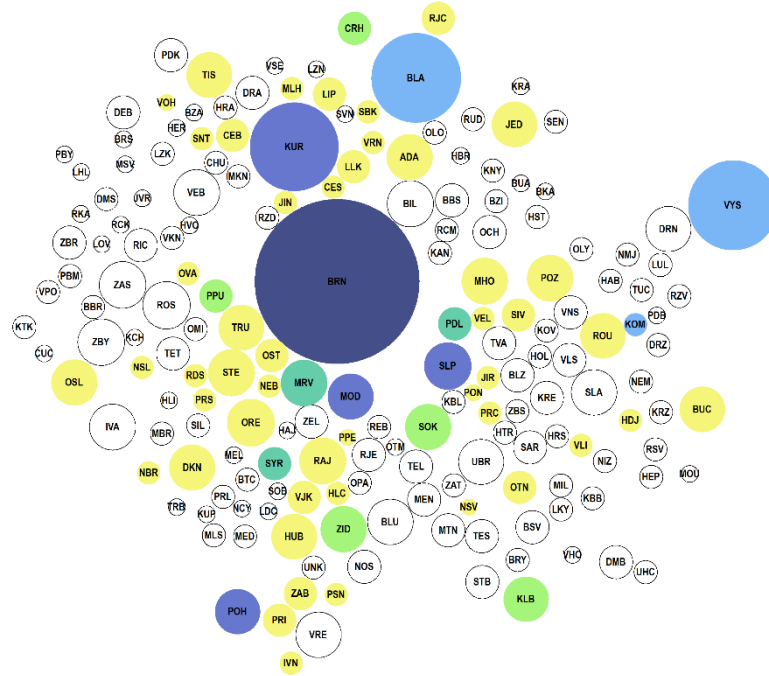 RJC
CRH
PDK
VSE
LZN
TIS
BLA
MLH
LIP
KRA
DRA
VOH
HRA
SBK
DEB
BZA
SVN
RUD
JED
SEN
HER
CEB
OLO
BRS
SNT
VRN
KUR
PBY
LZK
HBR
MSV
CHU
ADA
LHL
LLK
KNY
IMKN
BUA
BKA
CES
VEB
DMS
JVR
JIN
BIL
BBS
BZI
VYS
RKA
RZD
HST
RCK
HVO
RCM
OCH
DRN
ZBR
LOV
RIC
VKN
KAN
OLY
NMJ
LUL
PBM
OVA
BRN
MHO
POZ
HAB
VPO
ZAS
TUC
RZV
PPU
BBR
ROS
VNS
PDB
KTK
TRU
PDL
VEL
SIV
KOM
OMI
KOV
ZBY
KCH
TVA
ROU
DRZ
CUC
TET
OST
HOL
VLS
NSL
STE
SLP
BLZ
OSL
RDS
NEB
MRV
JIR
NEM
MOD
PON
SLA
HLI
PRS
KBL
KRE
PRC
ZBS
BUC
KRZ
HDJ
IVA
SIL
ORE
HAJ
ZEL
REB
SOK
MBR
PPE
HTR
HRS
OTM
SAR
VLI
RSV
MEL
RJE
NIZ
SYR
RAJ
TEL
UBR
NBR
DKN
MOU
BTC
HEP
OPA
ZAT
MIL
SOB
HLC
OTN
PRL
VJK
MEN
KBB
TRB
NCY
LDC
NSV
LKY
KUP
BLU
BSV
ZID
MTN
MLS
MED
HUB
TES
VHO
BRY
DMB
UNK
NOS
UHC
STB
ZAB
PSN
KLB
POH
PRI
VRE
IVN